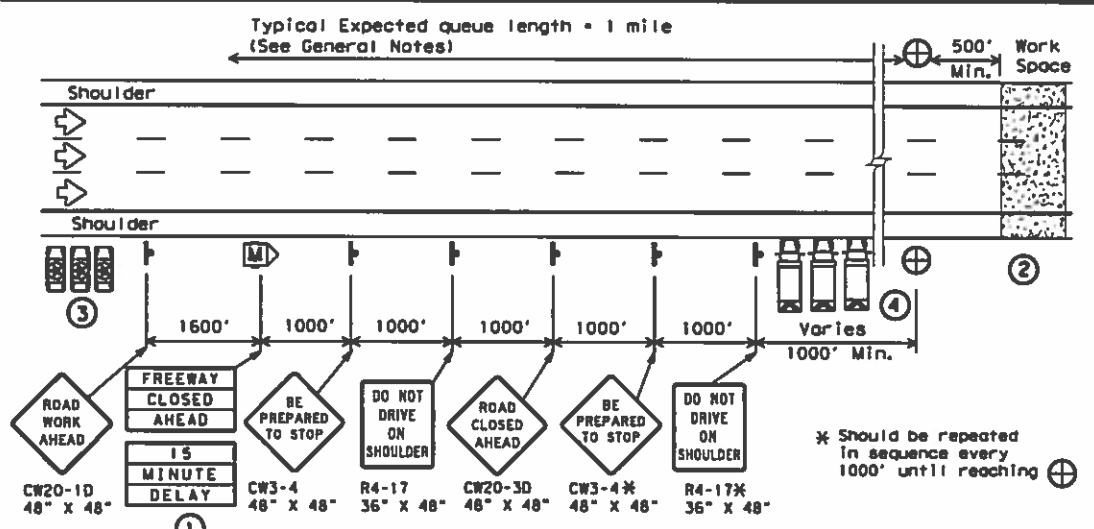 Typical Expected queue length = 1 mile
(See General Notes)
500'
Min.
Work
Space
Shoulder
Shoulder
M
3
2
4
1600'
1000'
1000'
1000'
1000'
1000'
Varies
1000' Min.
ROAD
WORK
AHEAD
CW20-1D
48" X 48"
FREEWAY
CLOSED
AHEAD
15
MINUTE
DELAY
1
BE
PREPARED
TO STOP
CW3-4
48" X 48"
DO NOT
DRIVE
ON
SHOULDER
R4-17
36" X 48"
ROAD
CLOSED
AHEAD
CW20-3D
48" X 48"
BE
PREPARED
TO STOP
CW3-4*
48" X 48"
DO NOT
DRIVE
ON
SHOULDER
R4-17*
36" X 48"
* Should be repeated
in sequence every
1000' until reaching